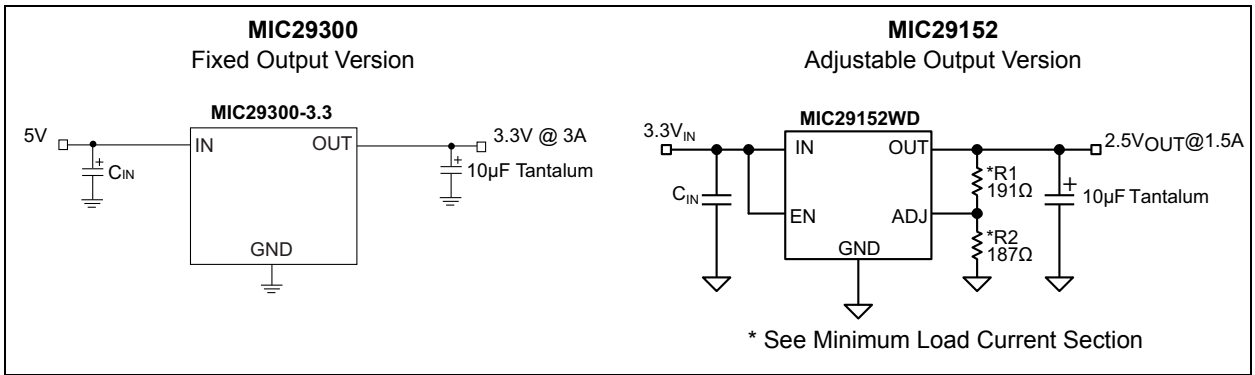 MIC29300
Fixed Output Version
MIC29300-3.3
5V
IN
OUT
3.3V @ 3A
+
CIN
+
10µF Tantalum
GND
MIC29152
Adjustable Output Version
MIC29152WD
3.3VIN
IN
OUT
2.5VOUT@1.5A
*R1
191Ω
CIN
+
10µF Tantalum
EN
ADJ
*R2
187Ω
GND
* See Minimum Load Current Section